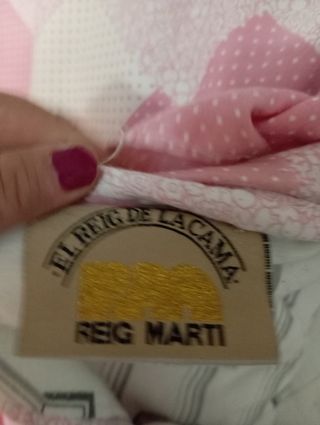 ·EL REIG DE LA CAMA·
REIG MARTI